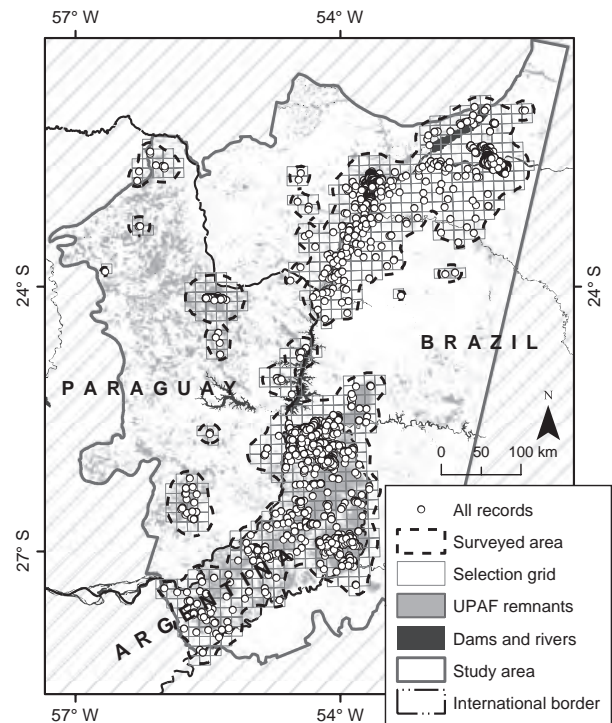 57° W
54° W
24° S
24° S
BRAZIL
PARAGUAY
N
0 50 100 km
27° S
ARGENTINA
All records
Surveyed area
Selection grid
UPAF remnants
Dams and rivers
Study area
International border
57° W
54° W